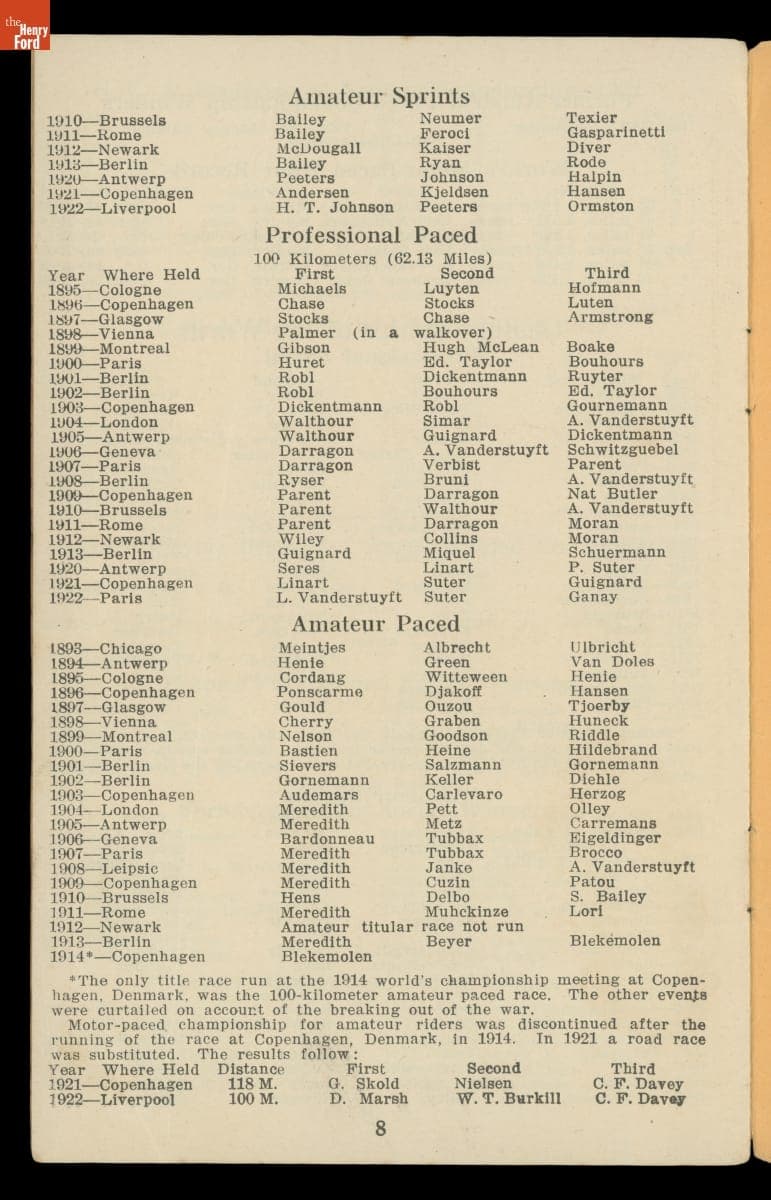 the
Henry
Ford
Amateur Sprints
1910—Brussels Bailey Neumer Texier
1911—Rome Bailey Feroci Gasparinetti
1912—Newark McDougall Kaiser Diver
1913—Berlin Bailey Ryan Rode
1920—Antwerp Peeters Johnson Halpin
1921—Copenhagen Andersen Kjeldsen Hansen
1922—Liverpool H. T. Johnson Peeters Ormston
Professional Paced
100 Kilometers (62.13 Miles)
Year Where Held First Second Third
1895—Cologne Michaels Luyten Hofmann
1896—Copenhagen Chase Stocks Luten
1897—Glasgow Stocks Chase Armstrong
1898—Vienna Palmer (in a walkover)
1899—Montreal Gibson Hugh McLean Boake
1900—Paris Huret Ed. Taylor Bouhours
1901—Berlin Robl Dickentmann Ruyter
1902—Berlin Robl Bouhours Ed. Taylor
1903—Copenhagen Dickentmann Robl Gournemann
1904—London Walthour Simar A. Vanderstuyft
1905—Antwerp Walthour Guignard Dickentmann
1906—Geneva Darragon A. Vanderstuyft Schwitzguebel
1907—Paris Darragon Verbist Parent
1908—Berlin Ryser Bruni A. Vanderstuyft
1909—Copenhagen Parent Darragon Nat Butler
1910—Brussels Parent Walthour A. Vanderstuyft
1911—Rome Parent Darragon Moran
1912—Newark Wiley Collins Moran
1913—Berlin Guignard Miquel Schuermann
1920—Antwerp Seres Linart P. Suter
1921—Copenhagen Linart Suter Guignard
1922—Paris L. Vanderstuyft Suter Ganay
Amateur Paced
1893—Chicago Meintjes Albrecht Ulbricht
1894—Antwerp Henie Green Van Doles
1895—Cologne Cordang Witteween Henie
1896—Copenhagen Ponscarme Djakoff Hansen
1897—Glasgow Gould Ouzou Tjoerby
1898—Vienna Cherry Graben Huneck
1899—Montreal Nelson Goodson Riddle
1900—Paris Bastien Heine Hildebrand
1901—Berlin Sievers Salzmann Gornemann
1902—Berlin Gornemann Keller Diehle
1903—Copenhagen Audemars Carlevaro Herzog
1904—London Meredith Pett Olley
1905—Antwerp Meredith Metz Carremans
1906—Geneva Bardonneau Tubbax Eigeldinger
1907—Paris Meredith Tubbax Brocco
1908—Leipsic Meredith Janke A. Vanderstuyft
1909—Copenhagen Meredith Cuzin Patou
1910—Brussels Hens Delbo S. Bailey
1911—Rome Meredith Muhckinze Lori
1912—Newark Amateur titular race not run
1913—Berlin Meredith Beyer Blekemolen
1914*—Copenhagen Blekemolen
*The only title race run at the 1914 world's championship meeting at Copen-
hagen, Denmark, was the 100-kilometer amateur paced race. The other events
were curtailed on account of the breaking out of the war.
Motor-paced championship for amateur riders was discontinued after the
running of the race at Copenhagen, Denmark, in 1914. In 1921 a road race
was substituted. The results follow:
Year Where Held Distance First Second Third
1921—Copenhagen 118 M. G. Skold Nielsen C. F. Davey
1922—Liverpool 100 M. D. Marsh W. T. Burkill C. F. Davey
8